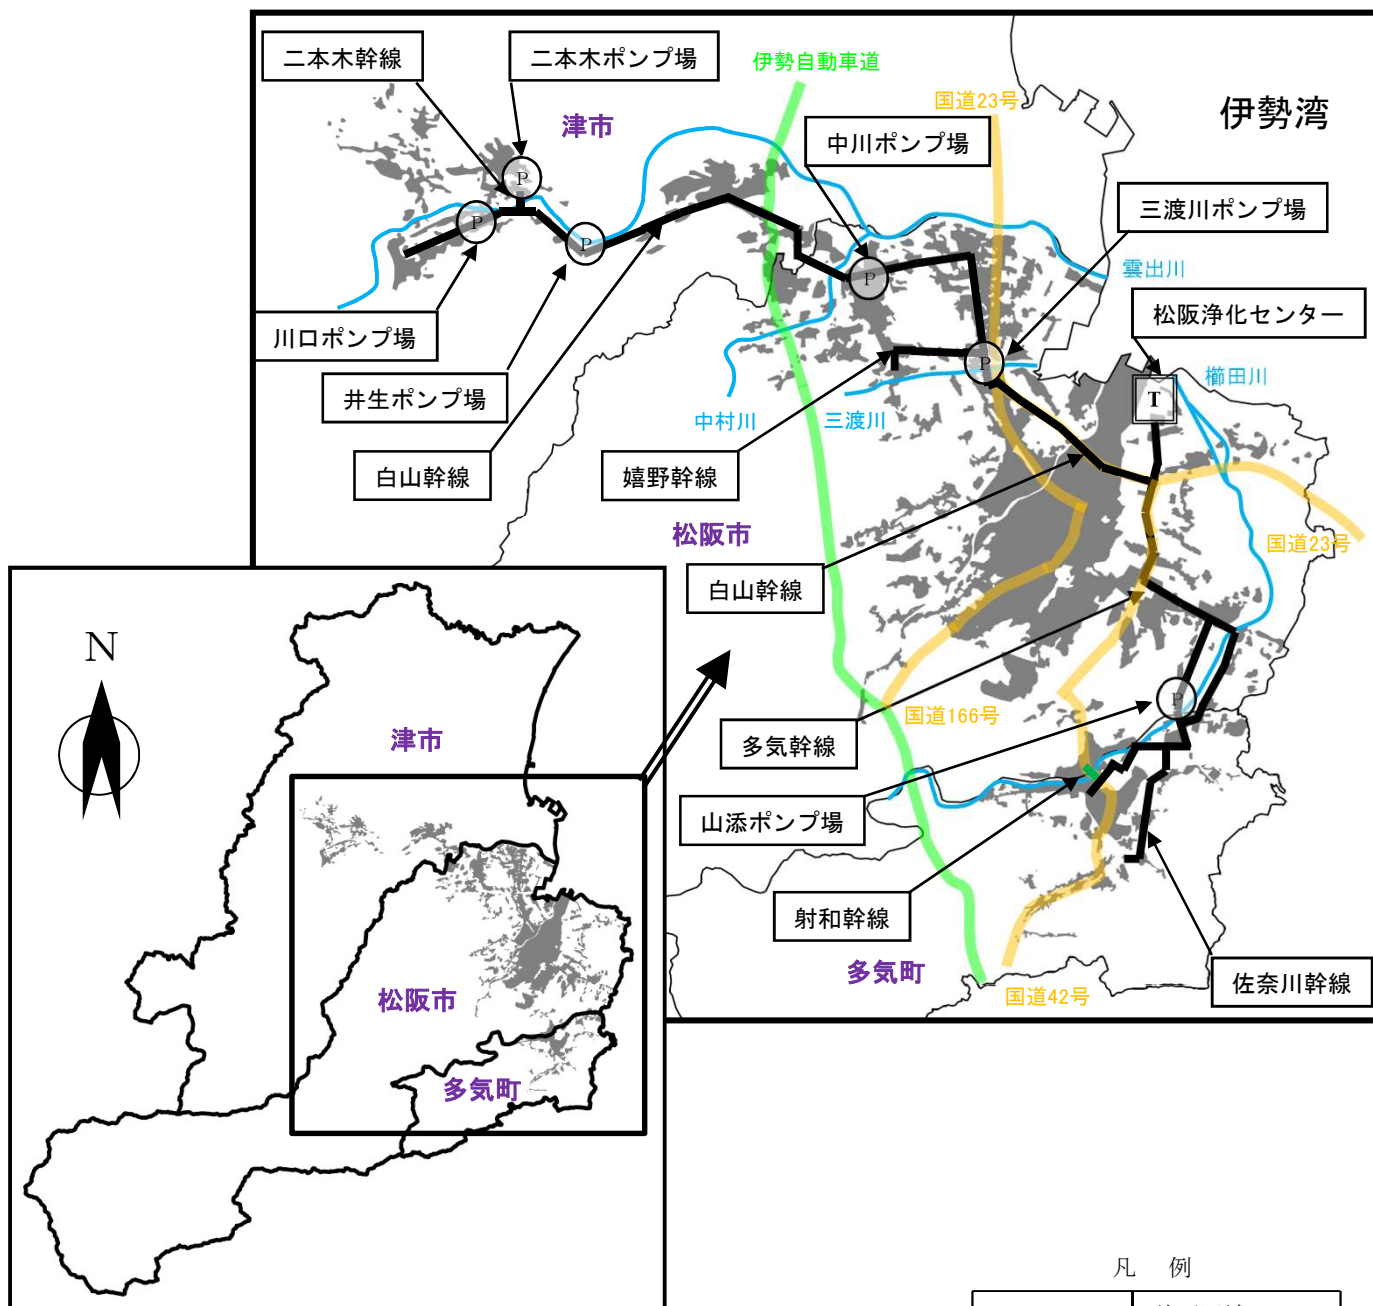 二本木幹線
二本木ポンプ場
伊勢自動車道
国道23号
伊勢湾
津市
中川ポンプ場
三渡川ポンプ場
P
P
P
P
雲出川
松阪浄化センター
川口ポンプ場
P
櫛田川
T
井生ポンプ場
中村川
三渡川
白山幹線
嬉野幹線
松阪市
国道23号
白山幹線
P
国道166号
多気幹線
山添ポンプ場
射和幹線
多気町
国道42号
佐奈川幹線
N
津市
松阪市
多気町
凡 例